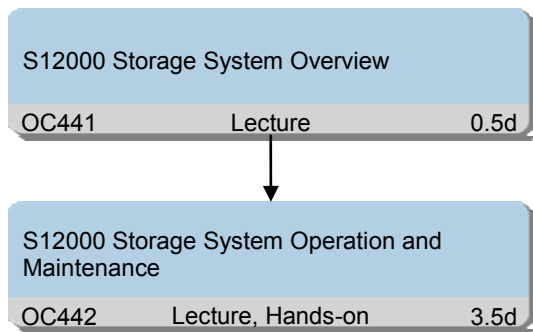 S12000 Storage System Overview
OC441 Lecture 0.5d
S12000 Storage System Operation and
Maintenance
OC442 Lecture, Hands-on 3.5d